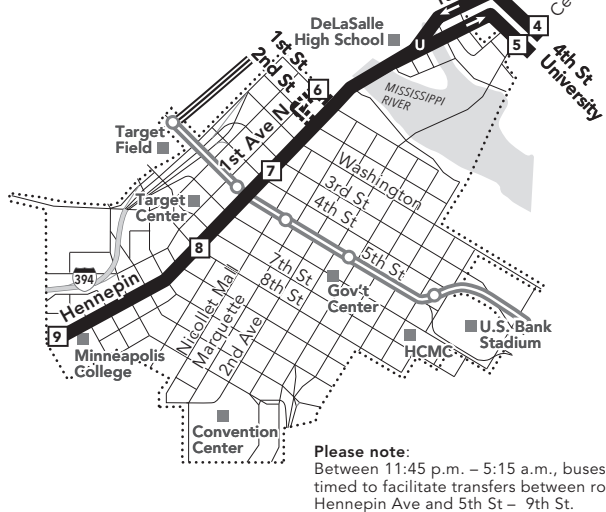 Ce
DeLaSalle
High School
U
4
5
4th St
University
1st St
2nd St
6
MISSISSIPPI
RIVER
Target
Field
1st Ave N
7
Washington
3rd St
4th St
Target
Center
8
5th St
394
Hennepin
7th St
8th St
Nicollet Mall
Marquette
2nd Ave
Gov't
Center
9
Minneapolis
College
HCMC
U.S. Bank
Stadium
Convention
Center
Please note:
Between 11:45 p.m. – 5:15 a.m., buses
timed to facilitate transfers between ro
Hennepin Ave and 5th St – 9th St.